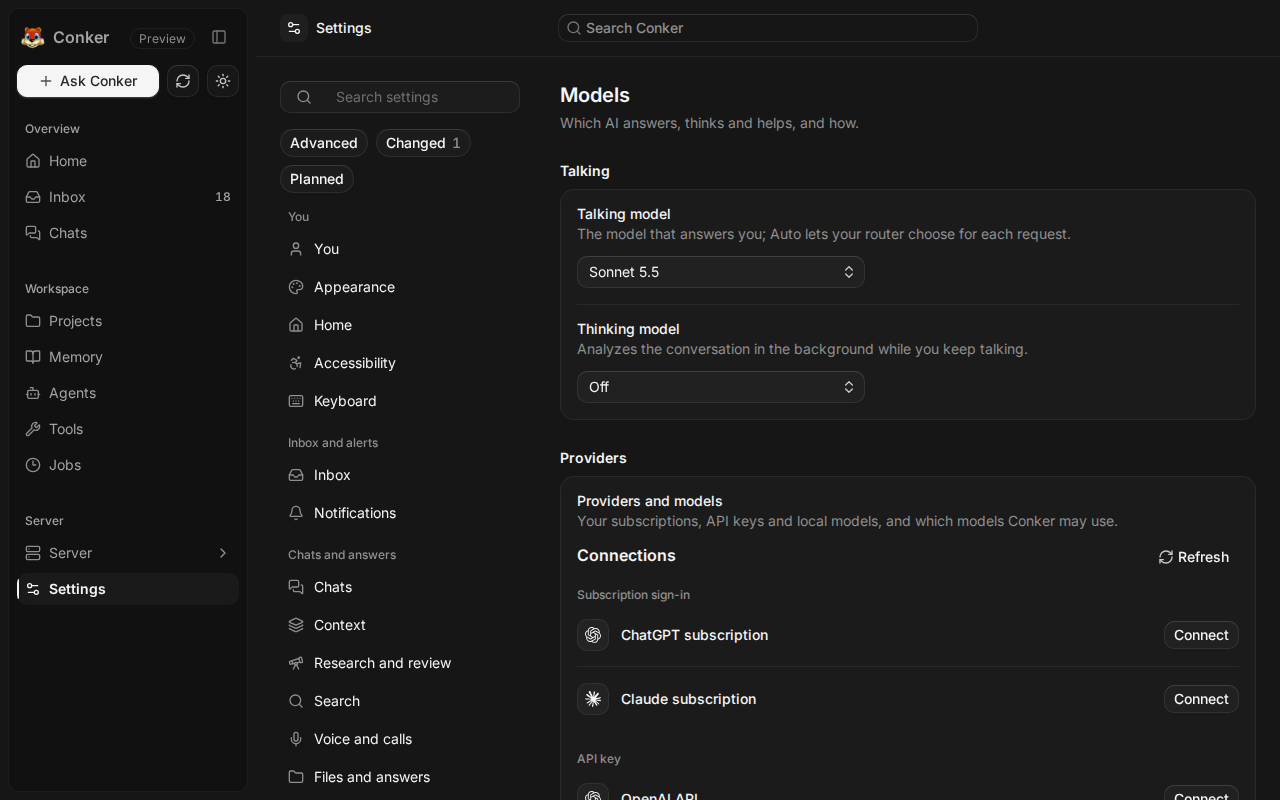 Conker
Preview
Ask Conker
Overview
Home
Inbox 18
Chats
Workspace
Projects
Memory
Agents
Tools
Jobs
Server
Server
Settings
Settings
Search Conker
Search settings
Advanced
Changed 1
Planned
You
You
Appearance
Home
Accessibility
Keyboard
Inbox and alerts
Inbox
Notifications
Chats and answers
Chats
Context
Research and review
Search
Voice and calls
Files and answers
Models
Which AI answers, thinks and helps, and how.
Talking
Talking model
The model that answers you; Auto lets your router choose for each request.
Sonnet 5.5
Thinking model
Analyzes the conversation in the background while you keep talking.
Off
Providers
Providers and models
Your subscriptions, API keys and local models, and which models Conker may use.
Connections
Refresh
Subscription sign-in
ChatGPT subscription
Connect
Claude subscription
Connect
API key
OpenAI API
Connect